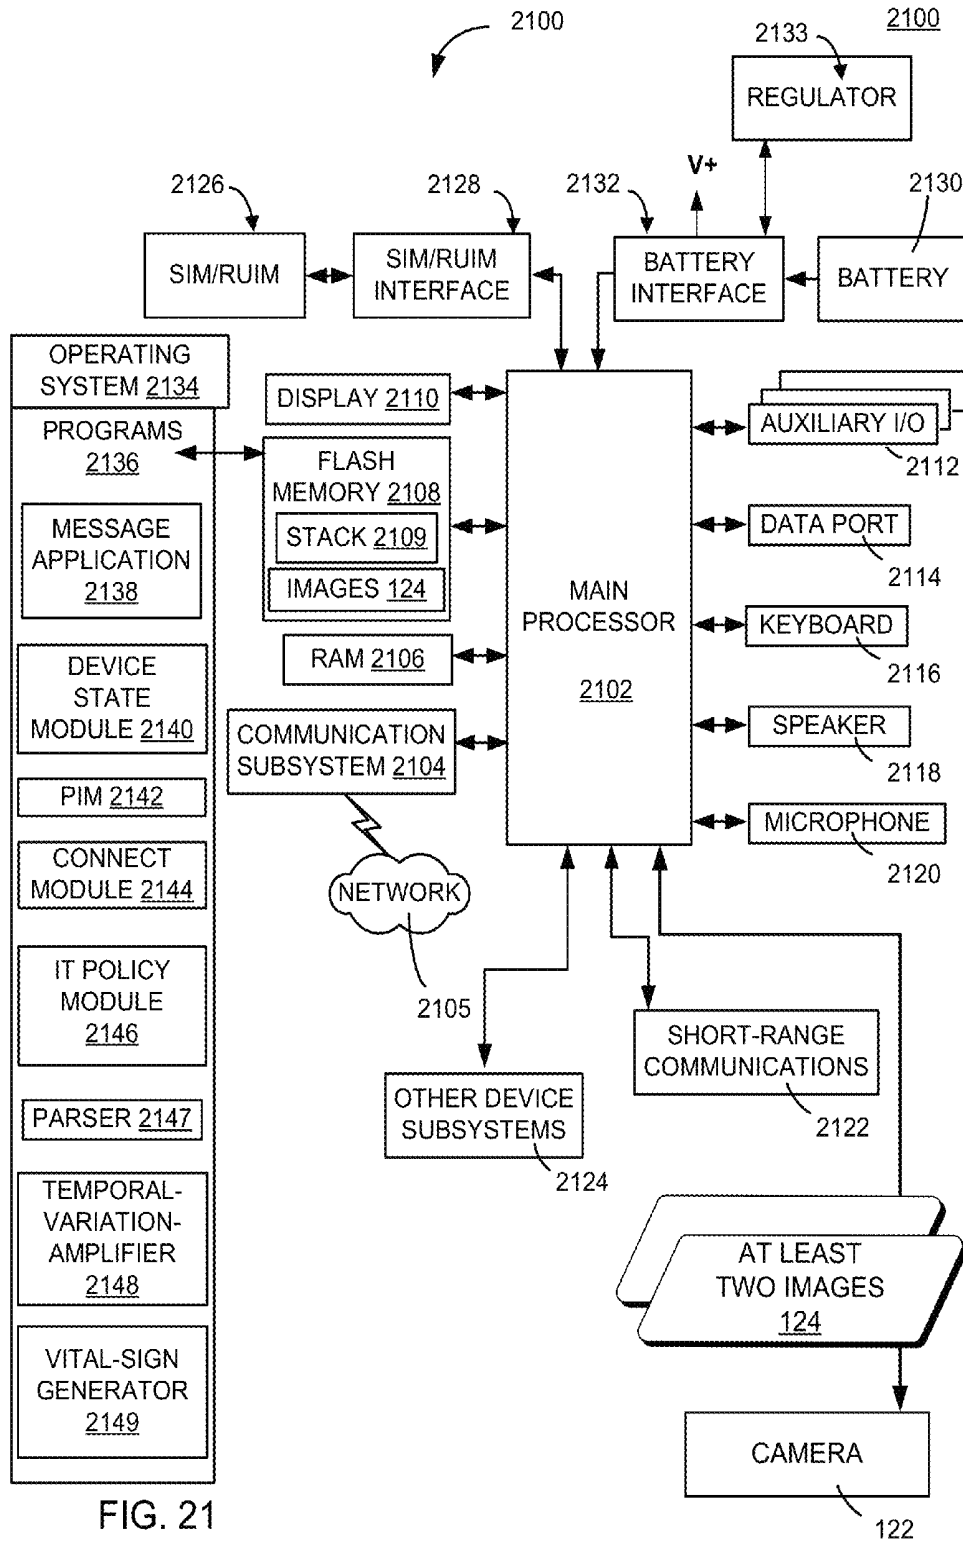 2100
2100
2133
REGULATOR
V+
2126
2128
2132
2130
SIM/RUIM
SIM/RUIM
INTERFACE
BATTERY
INTERFACE
BATTERY
OPERATING
SYSTEM 2134
PROGRAMS
2136
MESSAGE
APPLICATION
2138
DEVICE
STATE
MODULE 2140
PIM 2142
CONNECT
MODULE 2144
IT POLICY
MODULE
2146
PARSER 2147
TEMPORAL-
VARIATION-
AMPLIFIER
2148
VITAL-SIGN
GENERATOR
2149
DISPLAY 2110
FLASH
MEMORY 2108
STACK 2109
IMAGES 124
RAM 2106
COMMUNICATION
SUBSYSTEM 2104
NETWORK
2105
MAIN
PROCESSOR
2102
AUXILIARY I/O
2112
DATA PORT
2114
KEYBOARD
2116
SPEAKER
2118
MICROPHONE
2120
SHORT-RANGE
COMMUNICATIONS
2122
OTHER DEVICE
SUBSYSTEMS
2124
AT LEAST
TWO IMAGES
124
CAMERA
122
FIG. 21